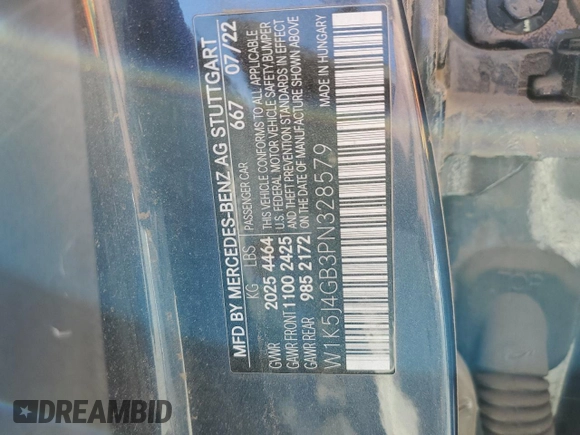 MFD BY MERCEDES-BENZ AG STUTTGART
667 07/22
KG LBS PASSENGER CAR
GVWR 2025 4464 THIS VEHICLE CONFORMS TO ALL APPLICABLE
U.S. FEDERAL MOTOR VEHICLE SAFETY, BUMPER
GAWR FRONT 1100 2425 AND THEFT PREVENTION STANDARDS IN EFFECT
GAWR REAR 985 2172 ON THE DATE OF MANUFACTURE SHOWN ABOVE
W1K5J4GB3PN328579 MADE IN HUNGARY
DREAMBID